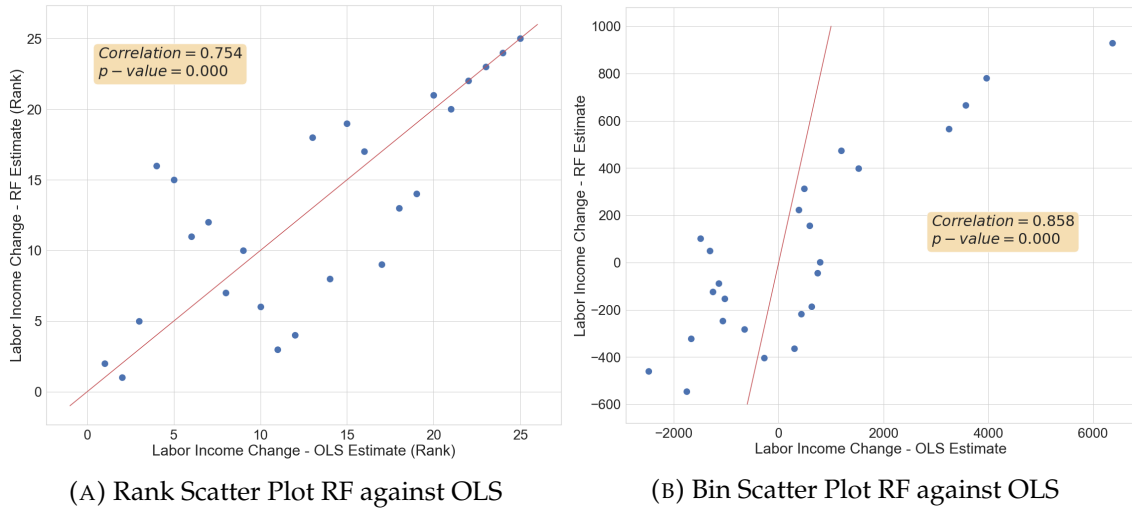 Correlation = 0.754
p − value = 0.000
25
20
15
10
5
0
Labor Income Change - RF Estimate (Rank)
0 5 10 15 20 25
Labor Income Change - OLS Estimate (Rank)
(A) Rank Scatter Plot RF against OLS
1000
800
600
400
200
0
−200
−400
−600
Labor Income Change - RF Estimate
Correlation = 0.858
p − value = 0.000
−2000 0 2000 4000 6000
Labor Income Change - OLS Estimate
(B) Bin Scatter Plot RF against OLS